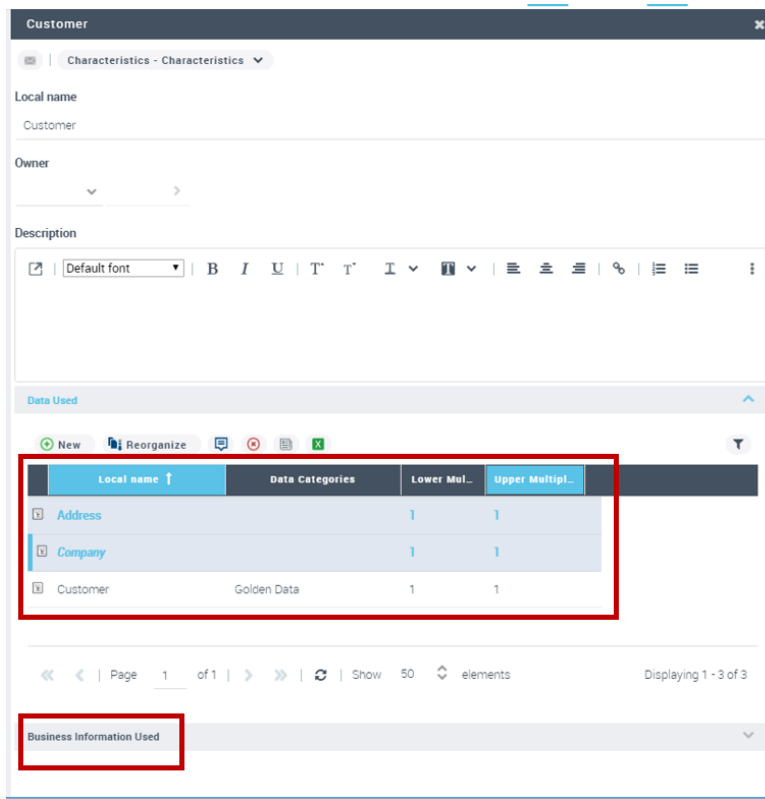 Customer
Characteristics - Characteristics
Local name
Customer
Owner
Description
Default font B I U T T I T
Data Used
New Reorganize X
Local name ↑ Data Categories Lower Mul... Upper Multipl...
Address 1 1
Company 1 1
Customer Golden Data 1 1
Page 1 of 1 Show 50 elements Displaying 1 - 3 of 3
Business Information Used